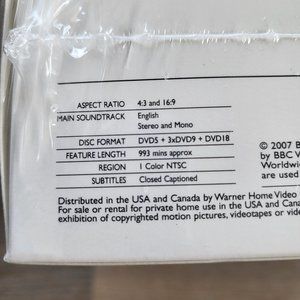 ASPECT RATIO 4:3 and 16:9
MAIN SOUNDTRACK English
Stereo and Mono
DISC FORMAT DVD5 + 3xDVD9 + DVD18
FEATURE LENGTH 993 mins approx
REGION 1 Color NTSC
SUBTITLES Closed Captioned
© 2007 B
by BBC W
Worldwi
are used
Distributed in the USA and Canada by Warner Home Video
For sale or rental for private home use in the USA and Cana
exhibition of copyrighted motion pictures, videotapes or vide